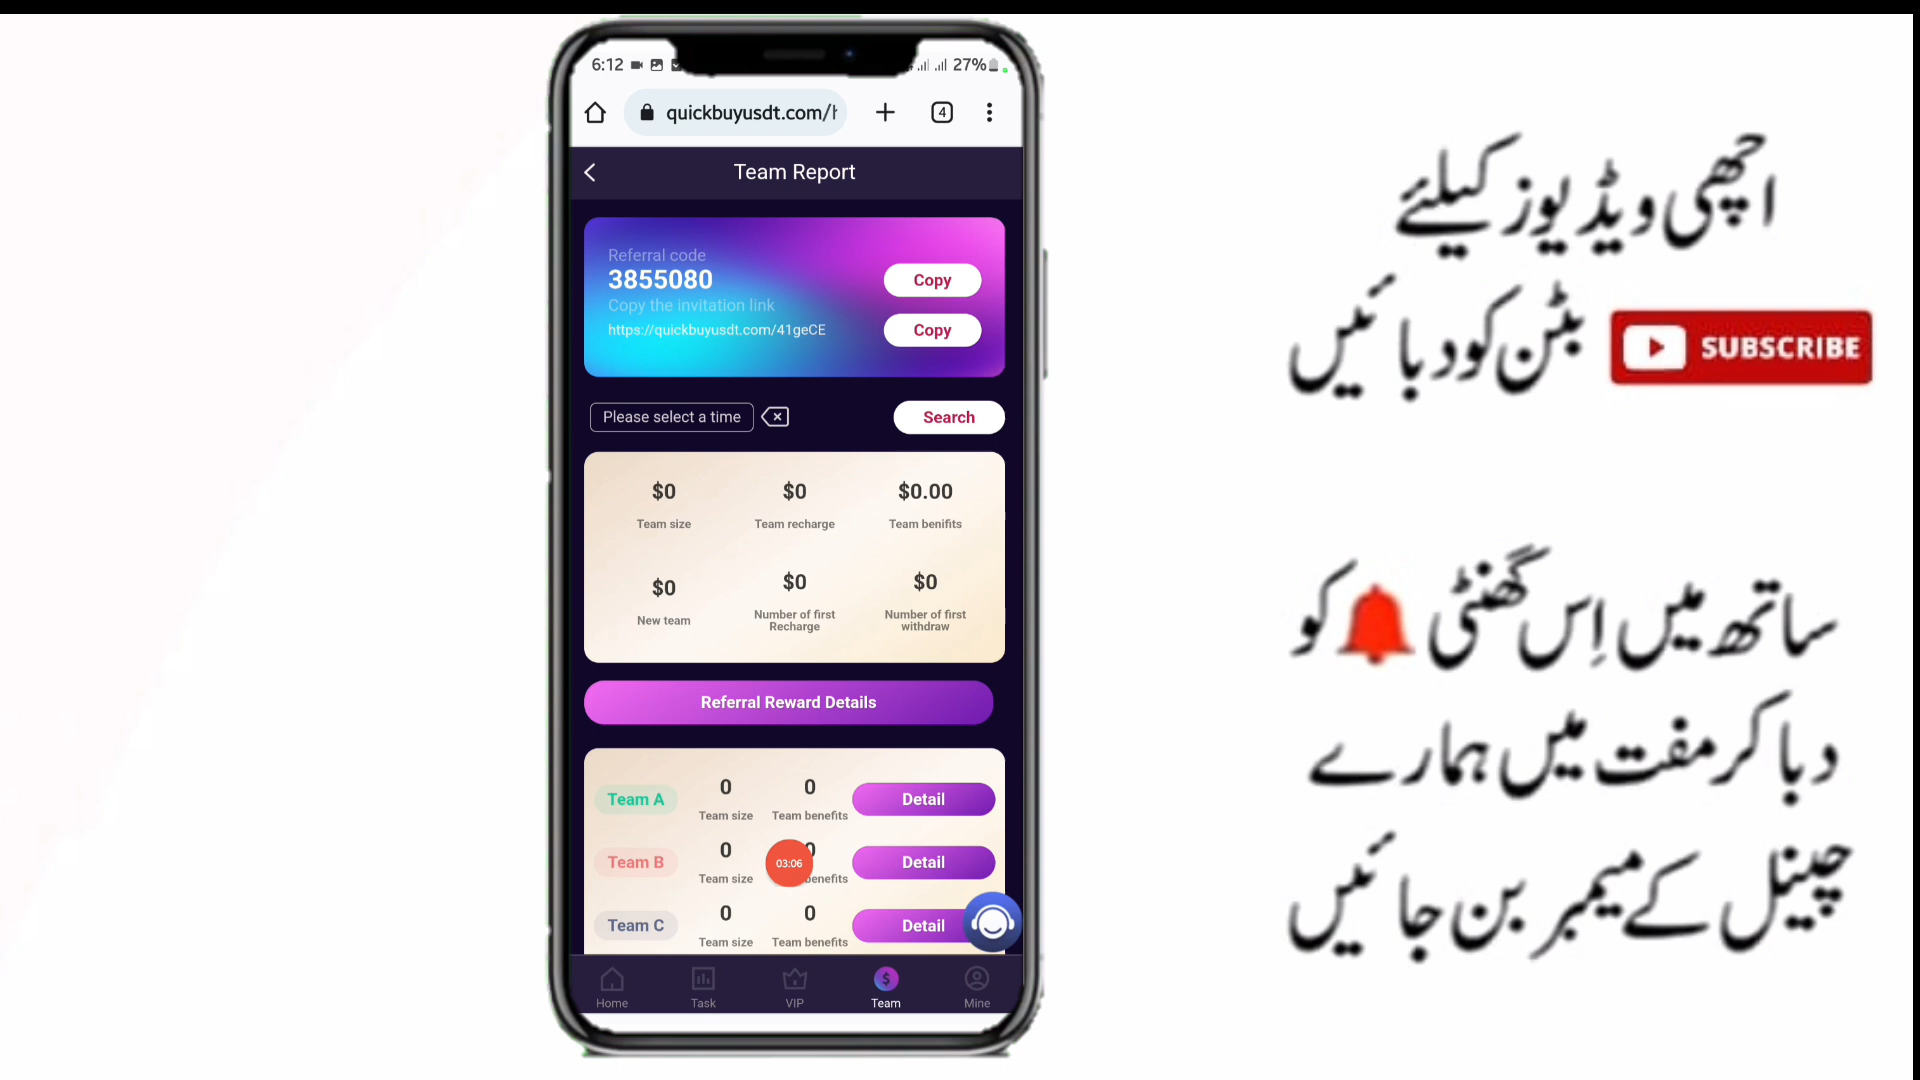 6:12
27%
quickbuyusdt.com/h
4
Team Report
Referral code
3855080
Copy
Copy the invitation link
https://quickbuyusdt.com/41geCE
Copy
Please select a time
Search
$0 $0 $0.00
Team size Team recharge Team benifits
$0 $0 $0
New team Number of first Recharge Number of first withdraw
Referral Reward Details
Team A 0 Team size 0 Team benefits Detail
Team B 0 Team size 0 benefits Detail
03:06
Team C 0 Team size 0 Team benefits Detail
Home Task VIP Team Mine
اچھی ویڈیوز کیلئے
بٹن کو دبائیں
SUBSCRIBE
ساتھ میں اِس گھنٹی کو
دبا کر مفت میں ہمارے
چینل کے میمبر بن جائیں